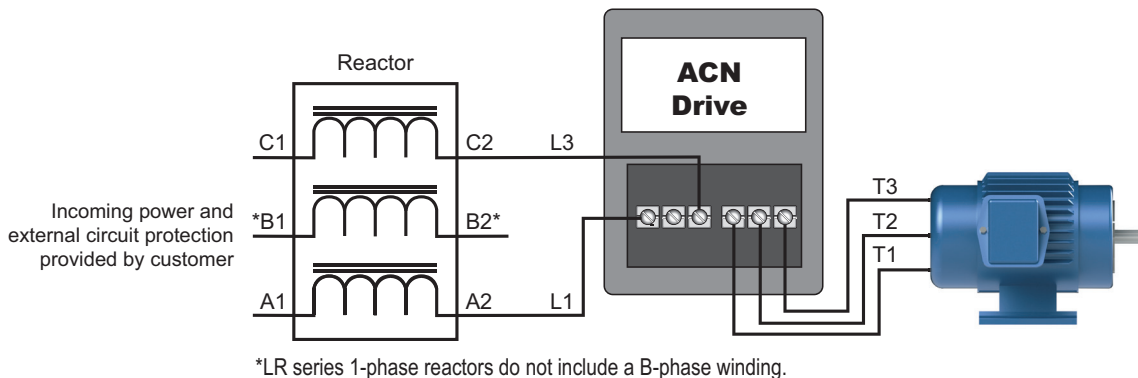 Reactor
ACN
Drive
C1
C2
L3
*B1
B2*
A1
A2
L1
Incoming power and
external circuit protection
provided by customer
T3
T2
T1
*LR series 1-phase reactors do not include a B-phase winding.